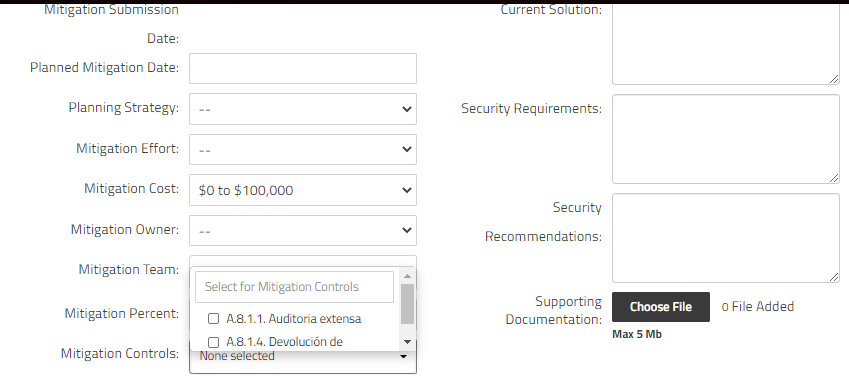 Mitigation Submission
Date:
Planned Mitigation Date:
Planning Strategy:
--
Mitigation Effort:
--
Mitigation Cost:
$0 to $100,000
Mitigation Owner:
--
Mitigation Team:
Select for Mitigation Controls
A.8.1.1. Auditoria extensa
Mitigation Percent:
A.8.1.4. Devolución de
Mitigation Controls:
None selected
Current Solution:
Security Requirements:
Security
Recommendations:
Supporting
Documentation:
Choose File
0 File Added
Max 5 Mb